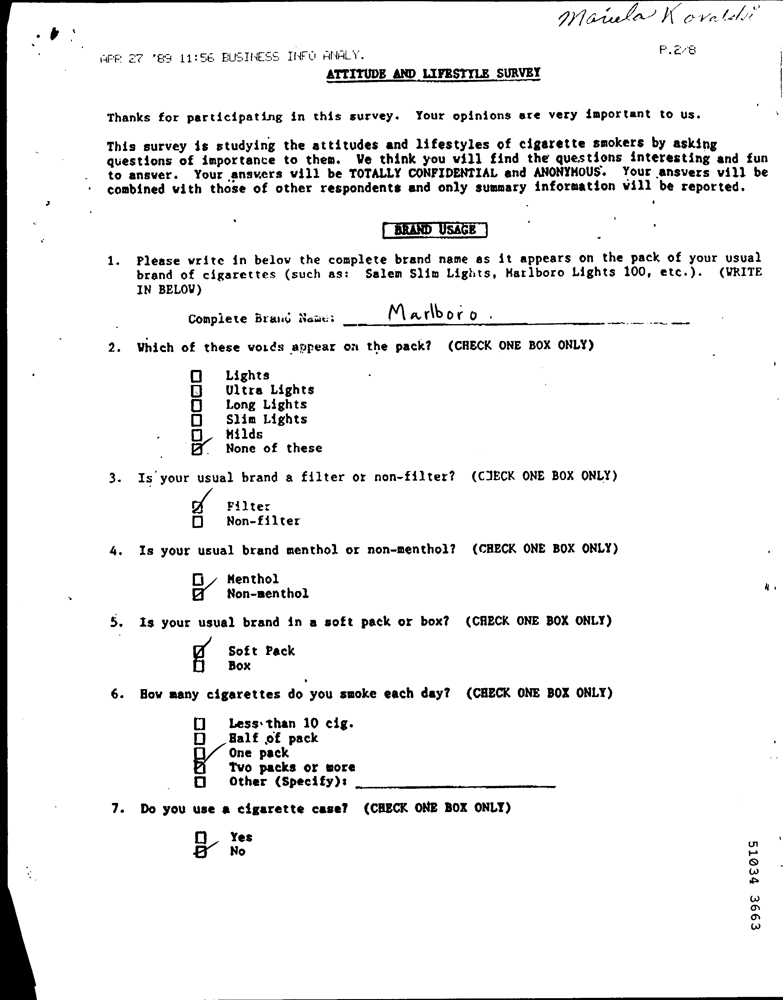 APR 27 '89 11:56 BUSINESS INFO ANALY.
P.2/8
ATTITUDE AND LIFESTYLE SURVEY
Thanks for participating in this survey. Your opinions are very important to us.
This survey is studying the attitudes and lifestyles of cigarette smokers by asking
questions of importance to them. We think you will find the questions interesting and fun
to answer. Your answers will be TOTALLY CONFIDENTIAL and ANONYMOUS. Your answers will be
combined with those of other respondents and only summary information will be reported.
BRAND USAGE
1. Please write in below the complete brand name as it appears on the pack of your usual
brand of cigarettes (such as: Salem Slim Lights, Marlboro Lights 100, etc.). (WRITE
IN BELOW)
Complete Brand Name: Marlboro.
2. Which of these words appear on the pack? (CHECK ONE BOX ONLY)
Lights
Ultra Lights
Long Lights
Slim Lights
Milds
None of these
3. Is your usual brand a filter or non-filter? (CHECK ONE BOX ONLY)
Filter
Non-filter
4. Is your usual brand menthol or non-menthol? (CHECK ONE BOX ONLY)
Menthol
Non-menthol
5. Is your usual brand in a soft pack or box? (CHECK ONE BOX ONLY)
Soft Pack
Box
6. How many cigarettes do you smoke each day? (CHECK ONE BOX ONLY)
Less than 10 cig.
Half of pack
One pack
Two packs or more
Other (Specify):
7. Do you use a cigarette case? (CHECK ONE BOX ONLY)
Yes
No
51034 3663